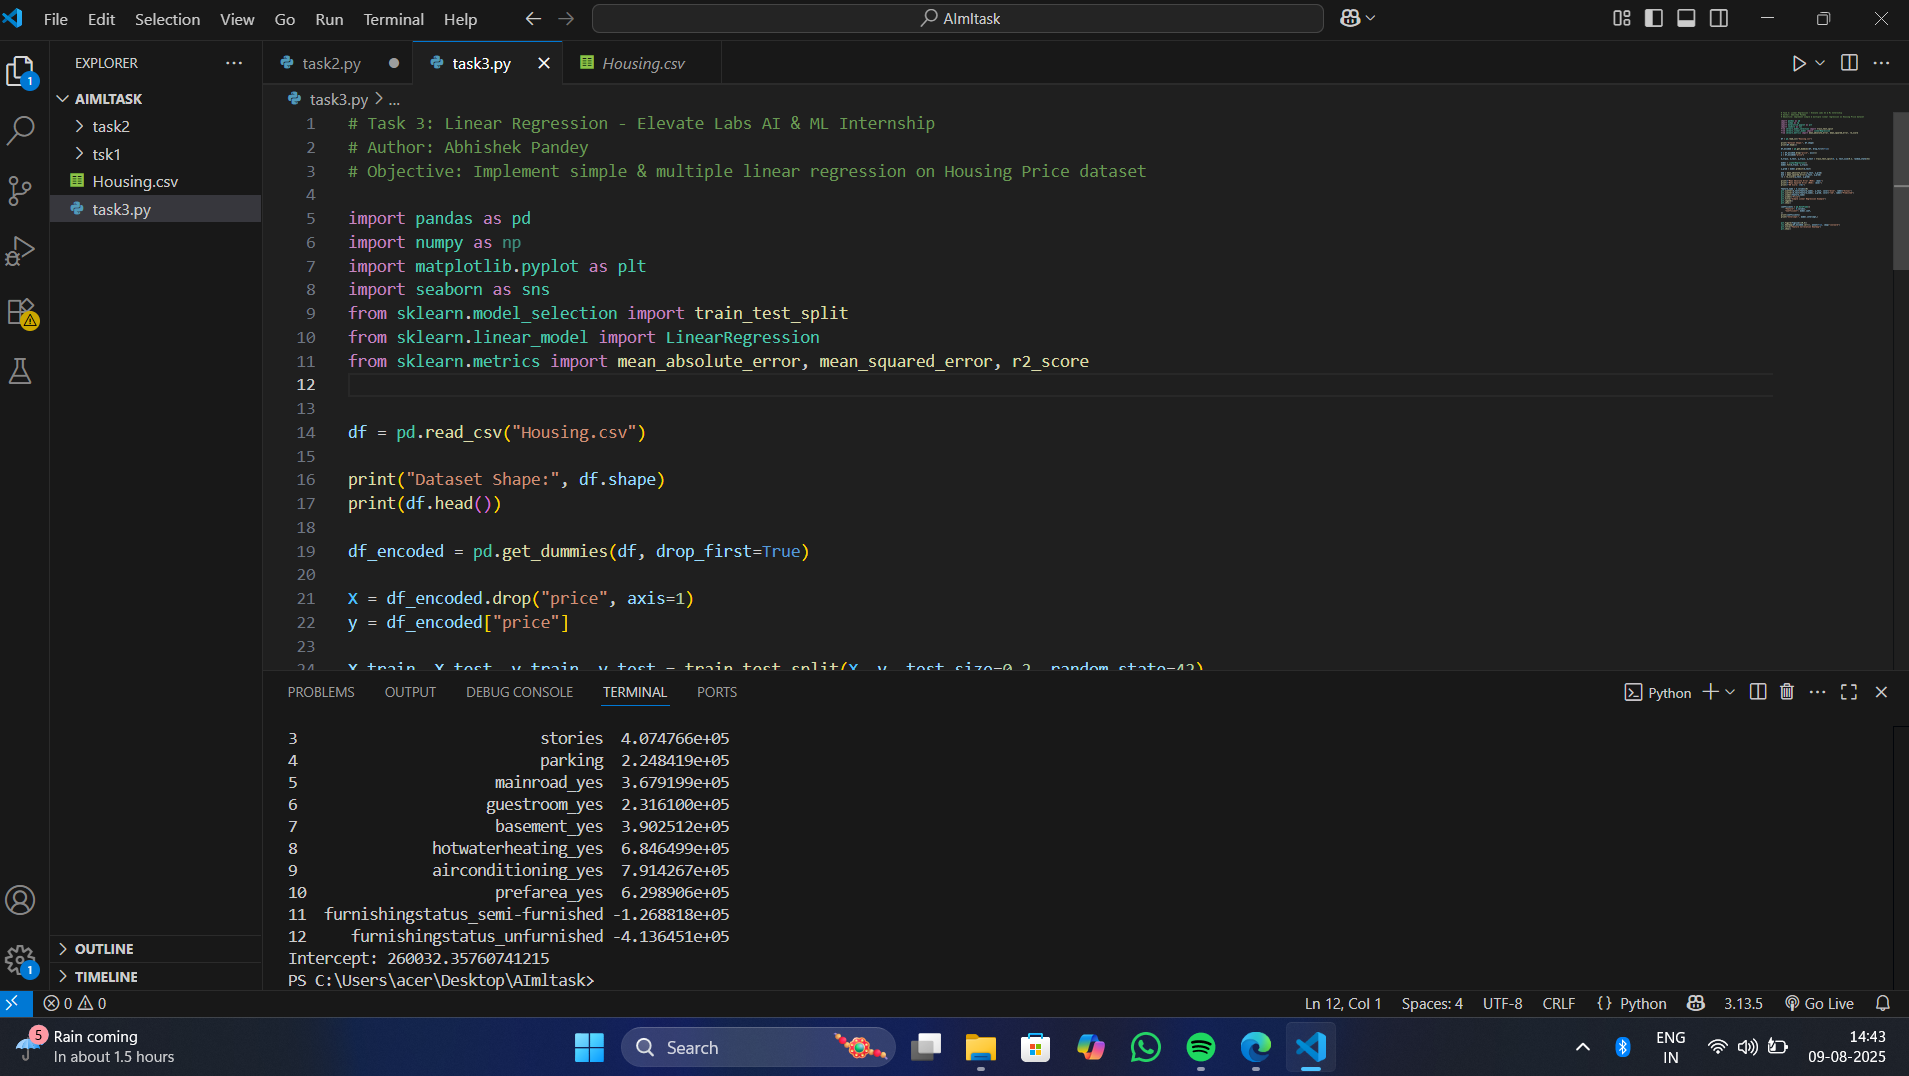 File Edit Selection View Go Run Terminal Help
AImltask
EXPLORER
task2.py
task3.py
Housing.csv
1
AIMLTASK
task2
tsk1
Housing.csv
task3.py
task3.py > ...
1 # Task 3: Linear Regression - Elevate Labs AI & ML Internship
2 # Author: Abhishek Pandey
3 # Objective: Implement simple & multiple linear regression on Housing Price dataset
4
5 import pandas as pd
6 import numpy as np
7 import matplotlib.pyplot as plt
8 import seaborn as sns
9 from sklearn.model_selection import train_test_split
10 from sklearn.linear_model import LinearRegression
11 from sklearn.metrics import mean_absolute_error, mean_squared_error, r2_score
12
13
14 df = pd.read_csv("Housing.csv")
15
16 print("Dataset Shape:", df.shape)
17 print(df.head())
18
19 df_encoded = pd.get_dummies(df, drop_first=True)
20
21 X = df_encoded.drop("price", axis=1)
22 y = df_encoded["price"]
23
24 X_train, X_test, y_train, y_test = train_test_split(X, y, test_size=0.2, random_state=42)
PROBLEMS OUTPUT DEBUG CONSOLE TERMINAL PORTS
Python
3 stories 4.074766e+05
4 parking 2.248419e+05
5 mainroad_yes 3.679199e+05
6 guestroom_yes 2.316100e+05
7 basement_yes 3.902512e+05
8 hotwaterheating_yes 6.846499e+05
9 airconditioning_yes 7.914267e+05
10 prefarea_yes 6.298906e+05
11 furnishingstatus_semi-furnished -1.268818e+05
12 furnishingstatus_unfurnished -4.136451e+05
Intercept: 260032.35760741215
PS C:\Users\acer\Desktop\AImltask>
OUTLINE
TIMELINE
1
0 0
Ln 12, Col 1 Spaces: 4 UTF-8 CRLF {} Python 3.13.5 Go Live
5
Rain coming
In about 1.5 hours
Search
ENG
IN
14:43
09-08-2025